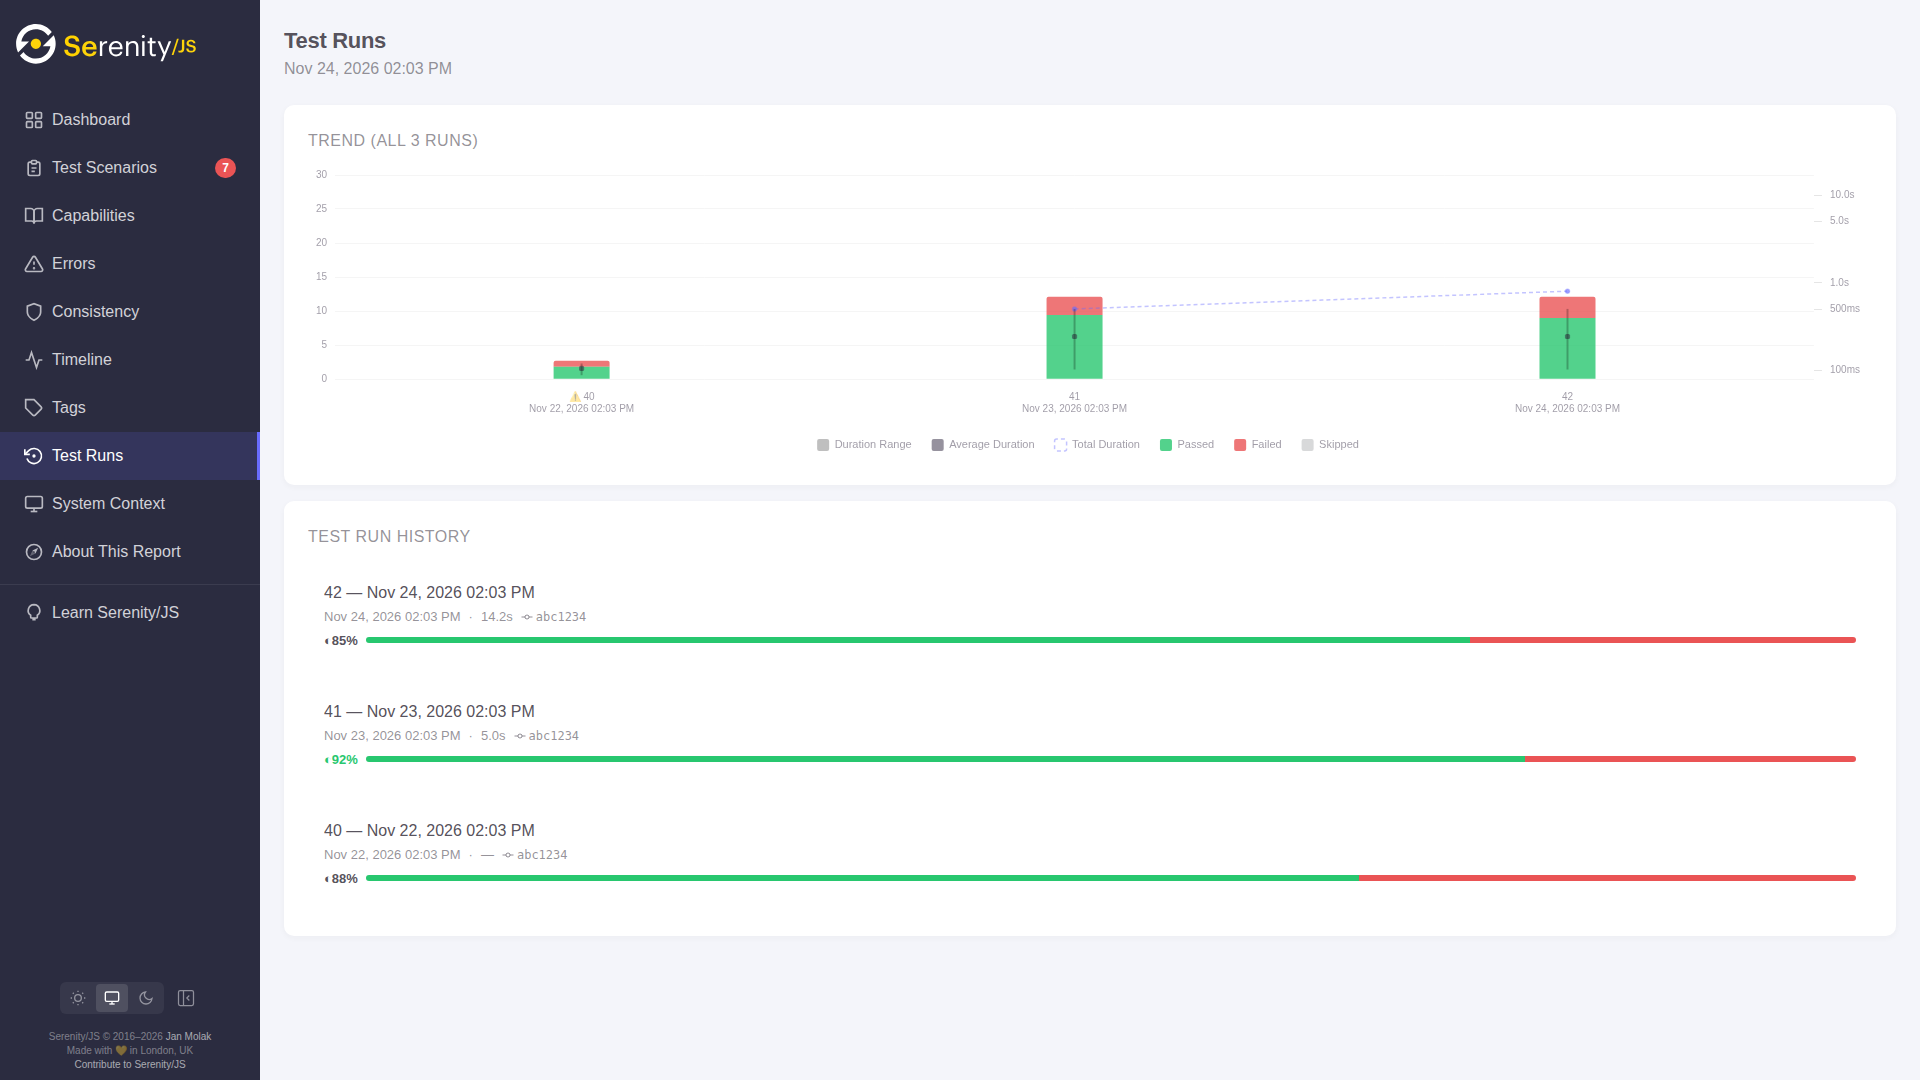 Serenity/JS
Dashboard
Test Scenarios 7
Capabilities
Errors
Consistency
Timeline
Tags
Test Runs
System Context
About This Report
Learn Serenity/JS
Serenity/JS © 2016–2026 Jan Molak
Made with 💛 in London, UK
Contribute to Serenity/JS
Test Runs
Nov 24, 2026 02:03 PM
TREND (ALL 3 RUNS)
30
25
20
15
10
5
0
10.0s
5.0s
1.0s
500ms
100ms
⚠️ 40
Nov 22, 2026 02:03 PM
41
Nov 23, 2026 02:03 PM
42
Nov 24, 2026 02:03 PM
Duration Range Average Duration Total Duration Passed Failed Skipped
TEST RUN HISTORY
42 — Nov 24, 2026 02:03 PM
Nov 24, 2026 02:03 PM · 14.2s abc1234
85%
41 — Nov 23, 2026 02:03 PM
Nov 23, 2026 02:03 PM · 5.0s abc1234
92%
40 — Nov 22, 2026 02:03 PM
Nov 22, 2026 02:03 PM · — abc1234
88%